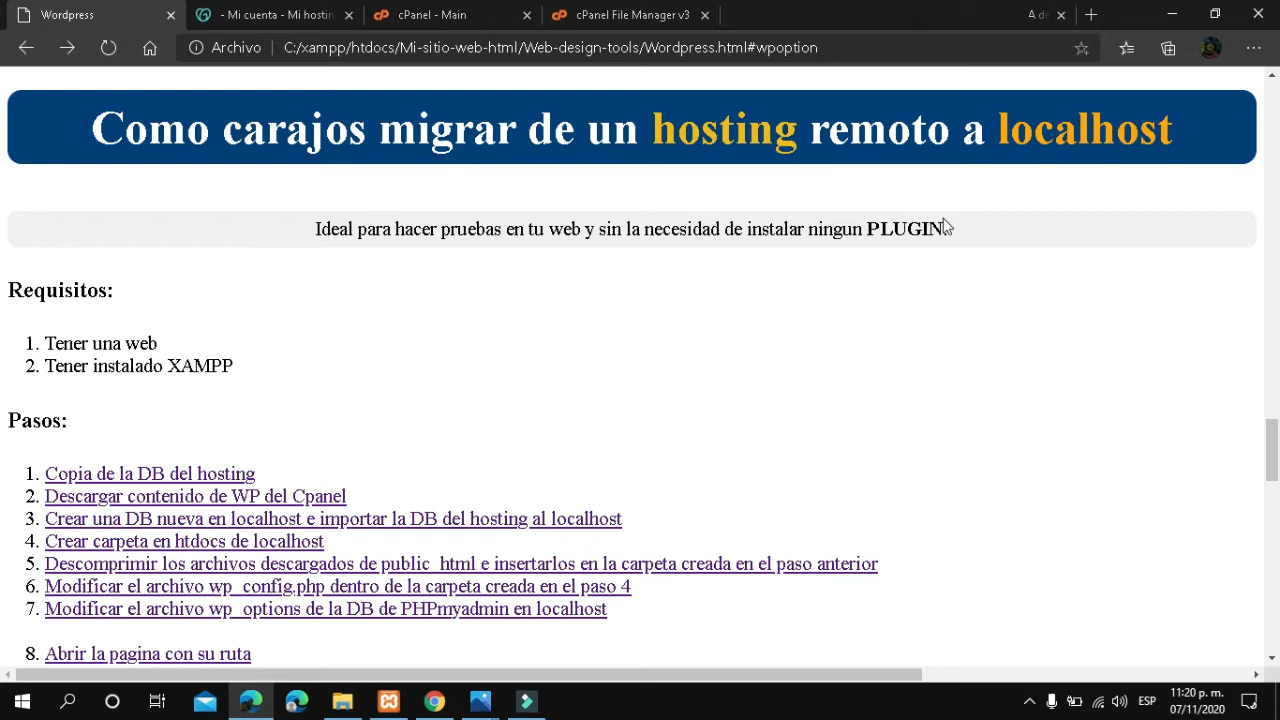 Wordpress
- Mi cuenta - Mi hostin
cPanel - Main
cPanel File Manager v3
A de
Archivo
C:/xampp/htdocs/Mi-sitio-web-html/Web-design-tools/Wordpress.html#wpoption
Como carajos migrar de un hosting remoto a localhost
Ideal para hacer pruebas en tu web y sin la necesidad de instalar ningun PLUGIN
Requisitos:
1. Tener una web
2. Tener instalado XAMPP
Pasos:
1. Copia de la DB del hosting
2. Descargar contenido de WP del Cpanel
3. Crear una DB nueva en localhost e importar la DB del hosting al localhost
4. Crear carpeta en htdocs de localhost
5. Descomprimir los archivos descargados de public_html e insertarlos en la carpeta creada en el paso anterior
6. Modificar el archivo wp_config.php dentro de la carpeta creada en el paso 4
7. Modificar el archivo wp_options de la DB de PHPmyadmin en localhost
8. Abrir la pagina con su ruta
ESP
11:20 p. m.
07/11/2020